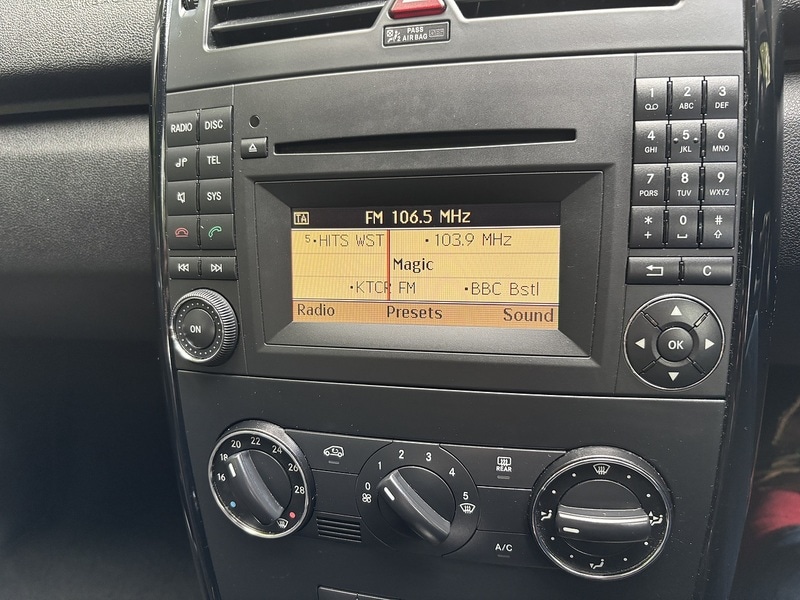 PASS
AIR BAG
RADIO
DISC
TEL
SYS
ON
TA
FM 106.5 MHz
5•HITS WST
•103.9 MHz
Magic
•KTCR FM
•BBC Bstl
Radio
Presets
Sound
1
2 ABC
3 DEF
4 GHI
5 JKL
6 MNO
7 PQRS
8 TUV
9 WXYZ
* +
0
#
C
OK
16
18
20
22
24
26
28
0
1
2
3
4
5
REAR
A/C